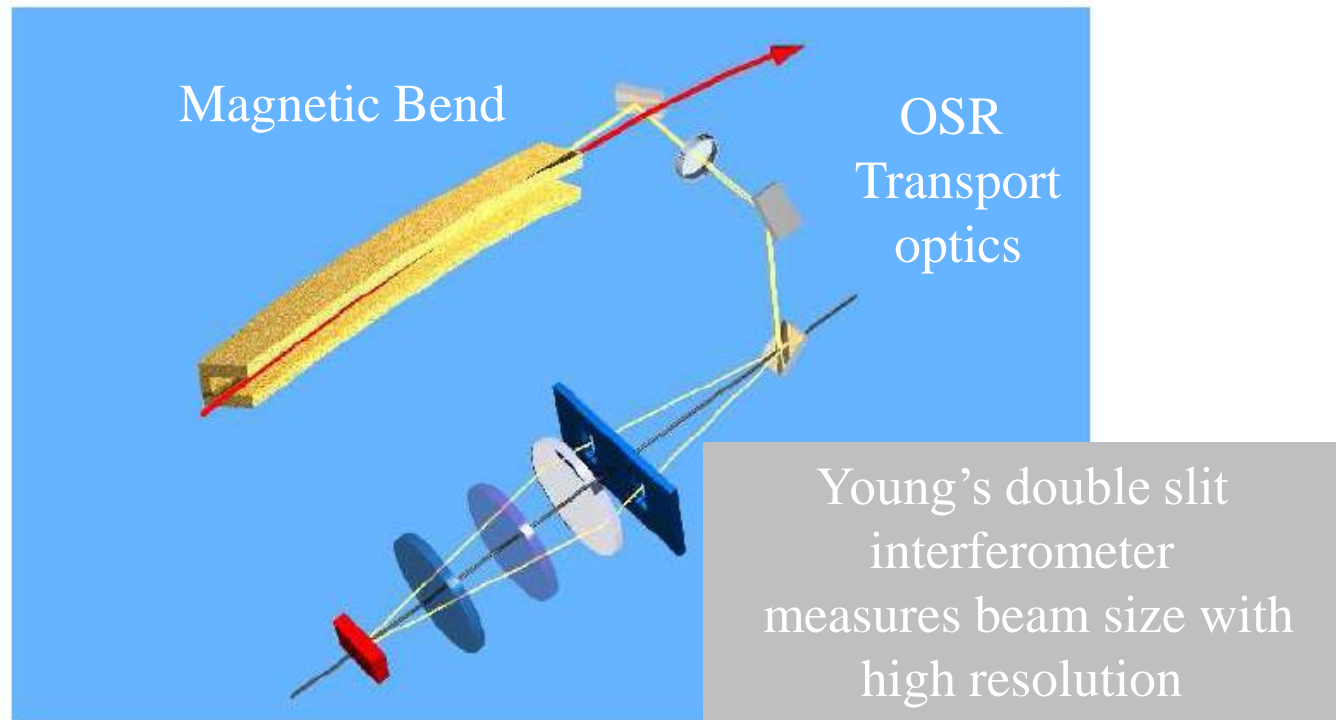 Magnetic Bend
OSR
Transport
optics
Young’s double slit
interferometer
measures beam size with
high resolution